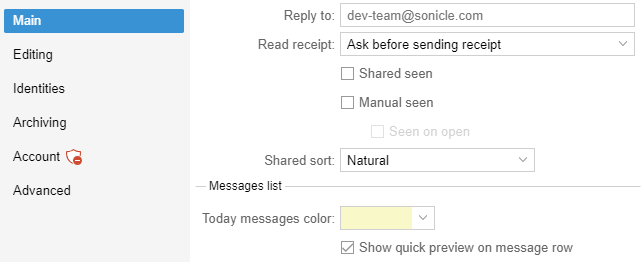 Main
Editing
Identities
Archiving
Account
Advanced
Reply to: dev-team@sonicle.com
Read receipt: Ask before sending receipt
Shared seen
Manual seen
Seen on open
Shared sort: Natural
Messages list
Today messages color:
Show quick preview on message row